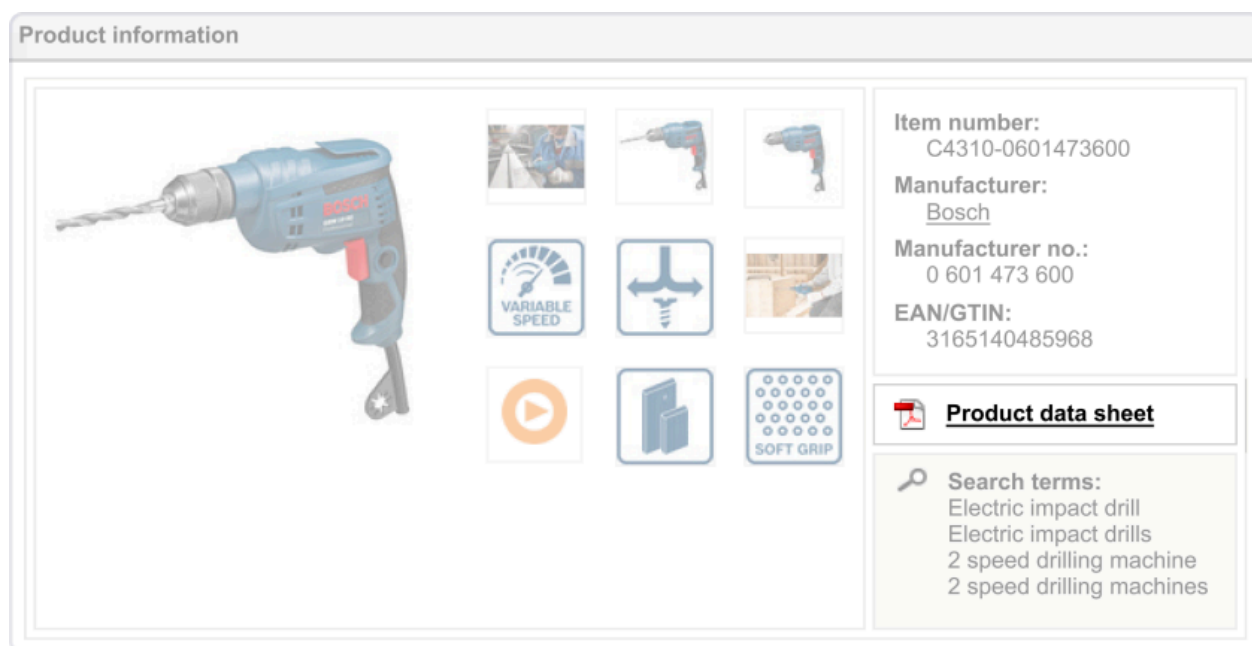 Product information
BOSCH
VARIABLE
SPEED
SOFT GRIP
Item number:
C4310-0601473600
Manufacturer:
Bosch
Manufacturer no.:
0 601 473 600
EAN/GTIN:
3165140485968
Product data sheet
Search terms:
Electric impact drill
Electric impact drills
2 speed drilling machine
2 speed drilling machines